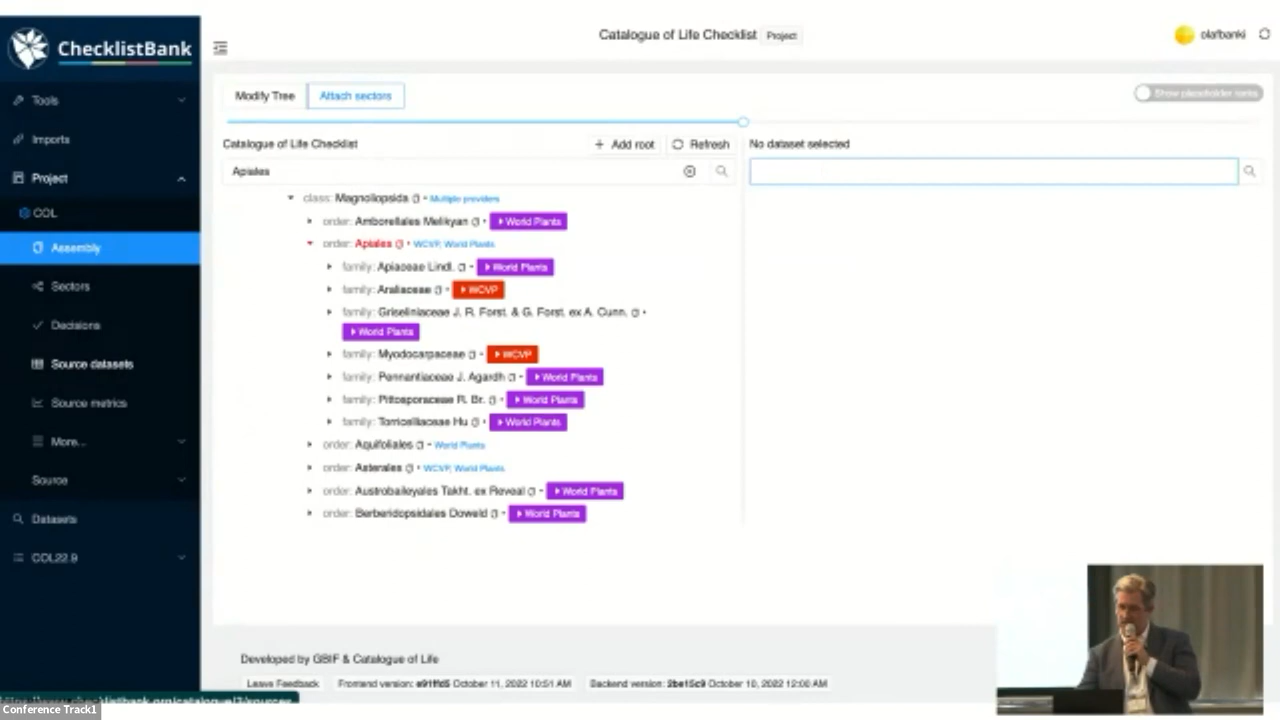 ChecklistBank
Catalogue of Life Checklist Project
olafbanki
Tools
Imports
Project
COL
Assembly
Sectors
Decisions
Source datasets
Source metrics
More...
Source
Datasets
COL22.9
Modify Tree Attach sectors
Show placeholder ranks
Catalogue of Life Checklist
Add root Refresh
Apiales
No dataset selected
class: Magnoliopsida • Multiple providers
order: Amborellales Melikyan • World Plants
order: Apiales • WCVP, World Plants
family: Apiaceae Lindl. • World Plants
family: Araliaceae • WCVP
family: Griseliniaceae J. R. Forst. & G. Forst. ex A. Cunn. •
World Plants
family: Myodocarpaceae • WCVP
family: Pennantiaceae J. Agardh • World Plants
family: Pittosporaceae R. Br. • World Plants
family: Torricelliaceae Hu • World Plants
order: Aquifoliales • World Plants
order: Asterales • WCVP, World Plants
order: Austrobaileyales Takht. ex Reveal • World Plants
order: Berberidopsidales Doweld • World Plants
Developed by GBIF & Catalogue of Life
Leave Feedback Frontend version: e91ffd5 October 11, 2022 10:51 AM Backend version: 2be15c9 October 10, 2022 12:00 AM
Conference Track1